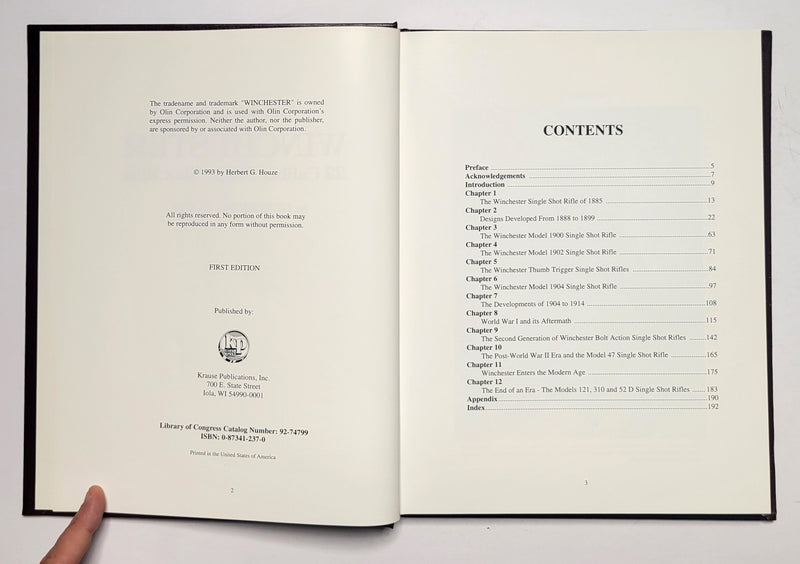 The tradename and trademark "WINCHESTER" is owned
by Olin Corporation and is used with Olin Corporation's
express permission. Neither the author, nor the publisher,
are sponsored by or associated with Olin Corporation.
© 1993 by Herbert G. Houze
All rights reserved. No portion of this book may
be reproduced in any form without permission.
FIRST EDITION
Published by:
kp
Krause Publications, Inc.
700 E. State Street
Iola, WI 54990-0001
Library of Congress Catalog Number: 92-74799
ISBN: 0-87341-237-0
Printed in the United States of America
2
CONTENTS
Preface 5
Acknowledgements 7
Introduction 9
Chapter 1
The Winchester Single Shot Rifle of 1885 13
Chapter 2
Designs Developed From 1888 to 1899 22
Chapter 3
The Winchester Model 1900 Single Shot Rifle 63
Chapter 4
The Winchester Model 1902 Single Shot Rifle 71
Chapter 5
The Winchester Thumb Trigger Single Shot Rifles 84
Chapter 6
The Winchester Model 1904 Single Shot Rifle 97
Chapter 7
The Developments of 1904 to 1914 108
Chapter 8
World War I and its Aftermath 115
Chapter 9
The Second Generation of Winchester Bolt Action Single Shot Rifles 142
Chapter 10
The Post-World War II Era and the Model 47 Single Shot Rifle 165
Chapter 11
Winchester Enters the Modern Age 175
Chapter 12
The End of an Era - The Models 121, 310 and 52 D Single Shot Rifles 183
Appendix 190
Index 192
3